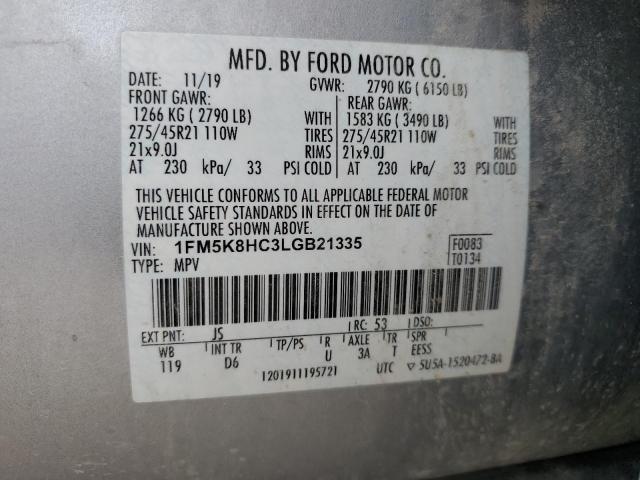 MFD. BY FORD MOTOR CO.
DATE: 11/19 GVWR: 2790 KG ( 6150 LB)
FRONT GAWR: REAR GAWR:
1266 KG ( 2790 LB) WITH 1583 KG ( 3490 LB) WITH
275/45R21 110W TIRES 275/45R21 110W TIRES
21x9.0J RIMS 21x9.0J RIMS
AT 230 kPa/ 33 PSI COLD AT 230 kPa/ 33 PSI COLD
THIS VEHICLE CONFORMS TO ALL APPLICABLE FEDERAL MOTOR
VEHICLE SAFETY STANDARDS IN EFFECT ON THE DATE OF
MANUFACTURE SHOWN ABOVE.
VIN: 1FM5K8HC3LGB21335 F0083
TYPE: MPV T0134
EXT PNT: JS RC: 53 DSO:
WB INT TR TP/PS R AXLE TR SPR
119 D6 U 3A T EESS
1201911195721 UTC ▽ 5U5A-1520472-BA